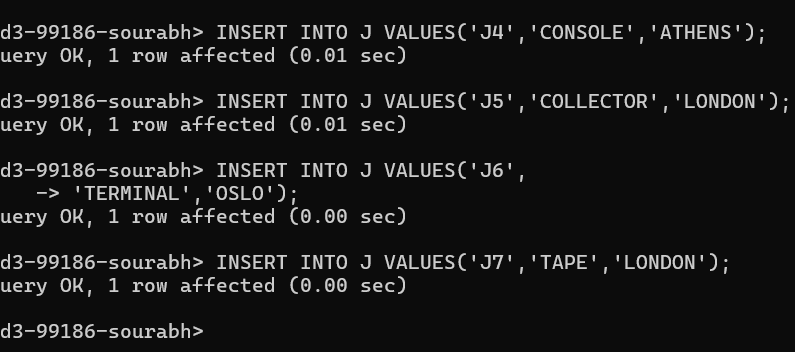 d3-99186-sourabh> INSERT INTO J VALUES('J4','CONSOLE','ATHENS');
uery OK, 1 row affected (0.01 sec)
d3-99186-sourabh> INSERT INTO J VALUES('J5','COLLECTOR','LONDON');
uery OK, 1 row affected (0.01 sec)
d3-99186-sourabh> INSERT INTO J VALUES('J6',
-> 'TERMINAL','OSLO');
uery OK, 1 row affected (0.00 sec)
d3-99186-sourabh> INSERT INTO J VALUES('J7','TAPE','LONDON');
uery OK, 1 row affected (0.00 sec)
d3-99186-sourabh>